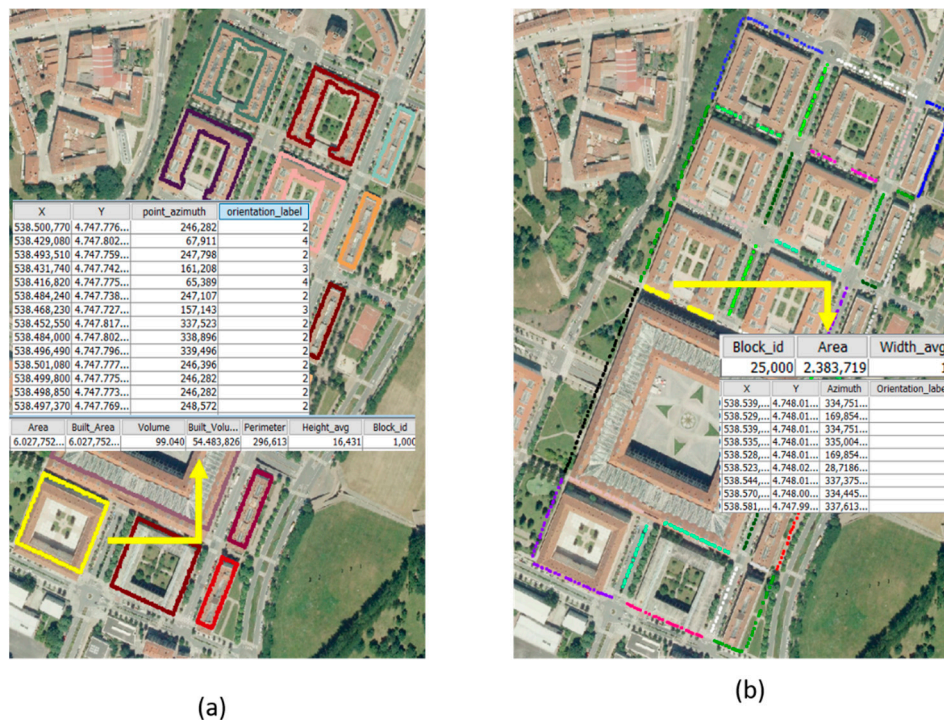 X Y point_azimuth orientation_label
538.500,770 4.747.776... 246,282 2
538.429,080 4.747.802... 67,911 4
538.493,510 4.747.759... 247,798 2
538.431,740 4.747.742... 161,208 3
538.416,820 4.747.775... 65,389 4
538.484,240 4.747.738... 247,107 2
538.468,230 4.747.727... 157,143 3
538.452,550 4.747.817... 337,523 2
538.484,000 4.747.802... 338,896 2
538.496,490 4.747.796... 339,496 2
501.080 4.747.777... 246,396 2
538.499,800 4.747.775... 246,282 2
538.498,850 4.747.773... 246,282 2
538.497,370 4.747.769... 248,572 2
Area Built_Area Volume Built_Volu... Perimeter Height_avg Block_id
6.027,752... 6.027,752... 99.040 54.483,826 296,613 16,431 1,000
(a)
Block_id Area Width_avg
25,000 2.383,719 1
X Y Azimuth Orientation_labe
538.539,... 4.748.01... 334,751...
538.529,... 4.748.01... 169,854...
538.539,... 4.748.01... 334,751...
538.535,... 4.748.01... 335,004...
538.528,... 4.748.01... 169,854...
538.523,... 4.748.02... 28,7186...
538.544,... 4.748.01... 337,375...
538.570,... 4.748.00... 334,445...
538.581,... 4.747.99... 337,613...
(b)